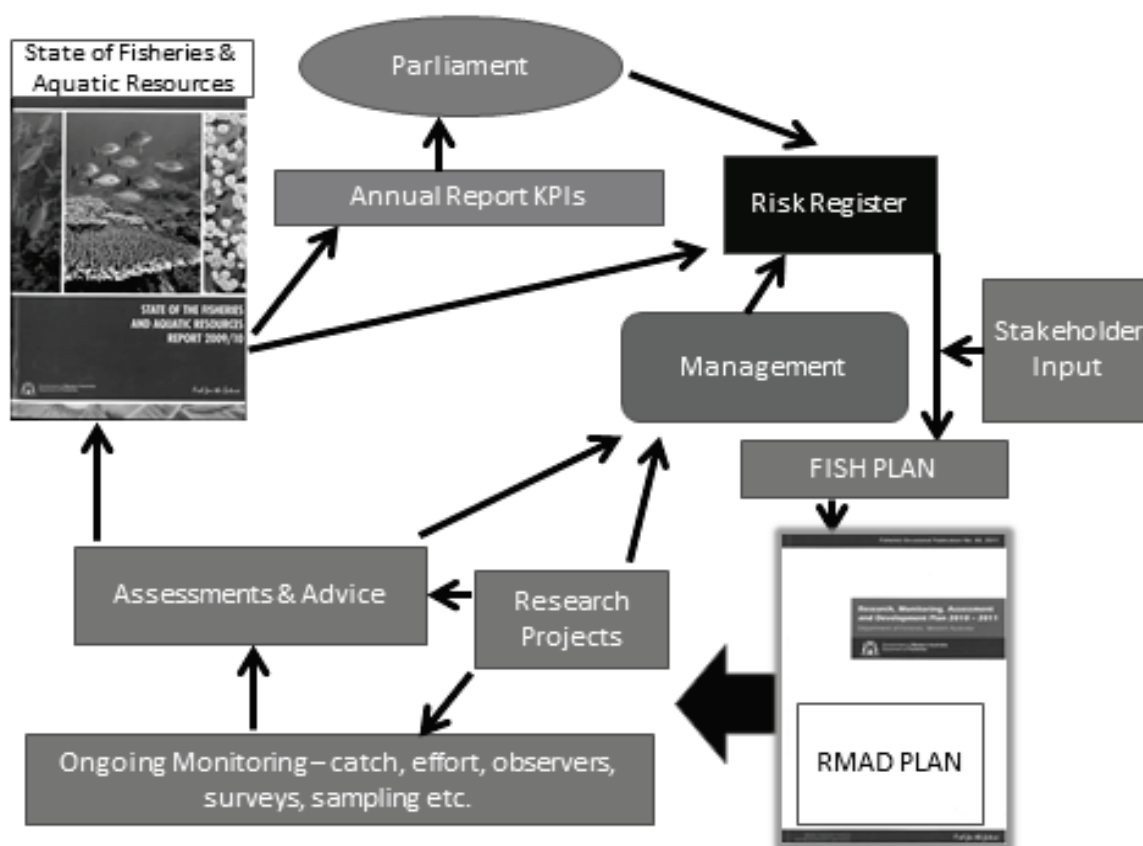 State of Fisheries &
Aquatic Resources
STATE OF THE FISHERIES
AND AQUATIC RESOURCES
REPORT 2009/10
Parliament
Annual Report KPIs
Risk Register
Management
Stakeholder
Input
FISH PLAN
Assessments & Advice
Research
Projects
Ongoing Monitoring – catch, effort, observers,
surveys, sampling etc.
Research, Monitoring, Assessment
and Development Plan 2010 – 2011
RMAD PLAN